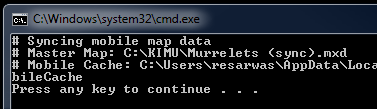 C:\Windows\system32\cmd.exe
# Syncing mobile map data
# Master Map: C:\KIMU\Murrelets (sync).mxd
# Mobile Cache: C:\Users\resarwas\AppData\Loca
bileCache
Press any key to continue . . .